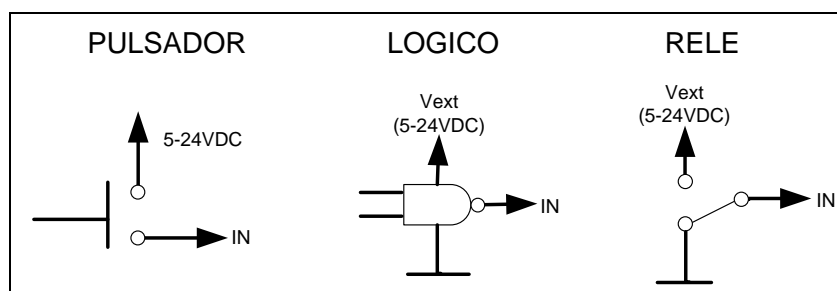 PULSADOR
LOGICO
RELE
5-24VDC
IN
Vext
(5-24VDC)
IN
Vext
(5-24VDC)
IN